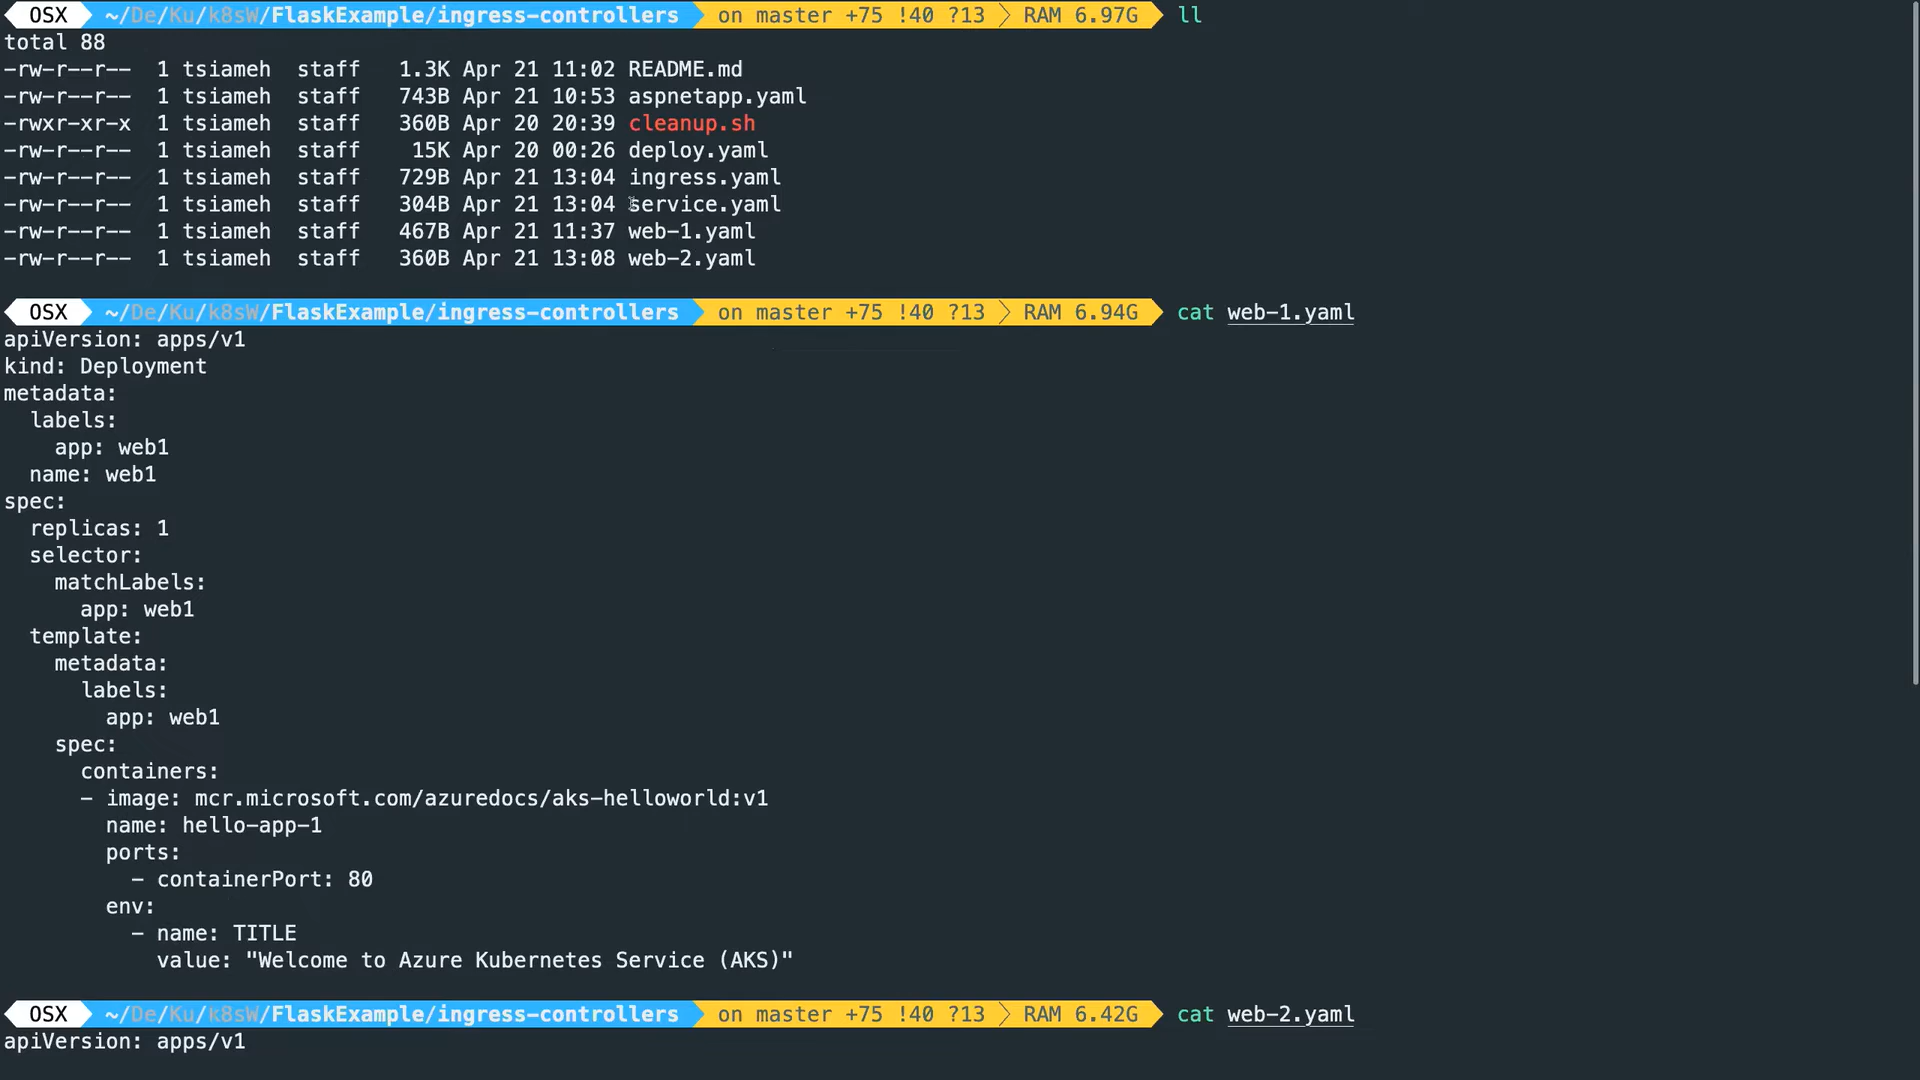 OSX ~/De/Ku/k8sW/FlaskExample/ingress-controllers on master +75 !40 ?13 RAM 6.97G ll
total 88
-rw-r--r-- 1 tsiameh staff 1.3K Apr 21 11:02 README.md
-rw-r--r-- 1 tsiameh staff 743B Apr 21 10:53 aspnetapp.yaml
-rwxr-xr-x 1 tsiameh staff 360B Apr 20 20:39 cleanup.sh
-rw-r--r-- 1 tsiameh staff 15K Apr 20 00:26 deploy.yaml
-rw-r--r-- 1 tsiameh staff 729B Apr 21 13:04 ingress.yaml
-rw-r--r-- 1 tsiameh staff 304B Apr 21 13:04 service.yaml
-rw-r--r-- 1 tsiameh staff 467B Apr 21 11:37 web-1.yaml
-rw-r--r-- 1 tsiameh staff 360B Apr 21 13:08 web-2.yaml
OSX ~/De/Ku/k8sW/FlaskExample/ingress-controllers on master +75 !40 ?13 RAM 6.94G cat web-1.yaml
apiVersion: apps/v1
kind: Deployment
metadata:
  labels:
    app: web1
  name: web1
spec:
  replicas: 1
  selector:
    matchLabels:
      app: web1
  template:
    metadata:
      labels:
        app: web1
    spec:
      containers:
      - image: mcr.microsoft.com/azuredocs/aks-helloworld:v1
        name: hello-app-1
        ports:
          - containerPort: 80
        env:
          - name: TITLE
            value: "Welcome to Azure Kubernetes Service (AKS)"
OSX ~/De/Ku/k8sW/FlaskExample/ingress-controllers on master +75 !40 ?13 RAM 6.42G cat web-2.yaml
apiVersion: apps/v1